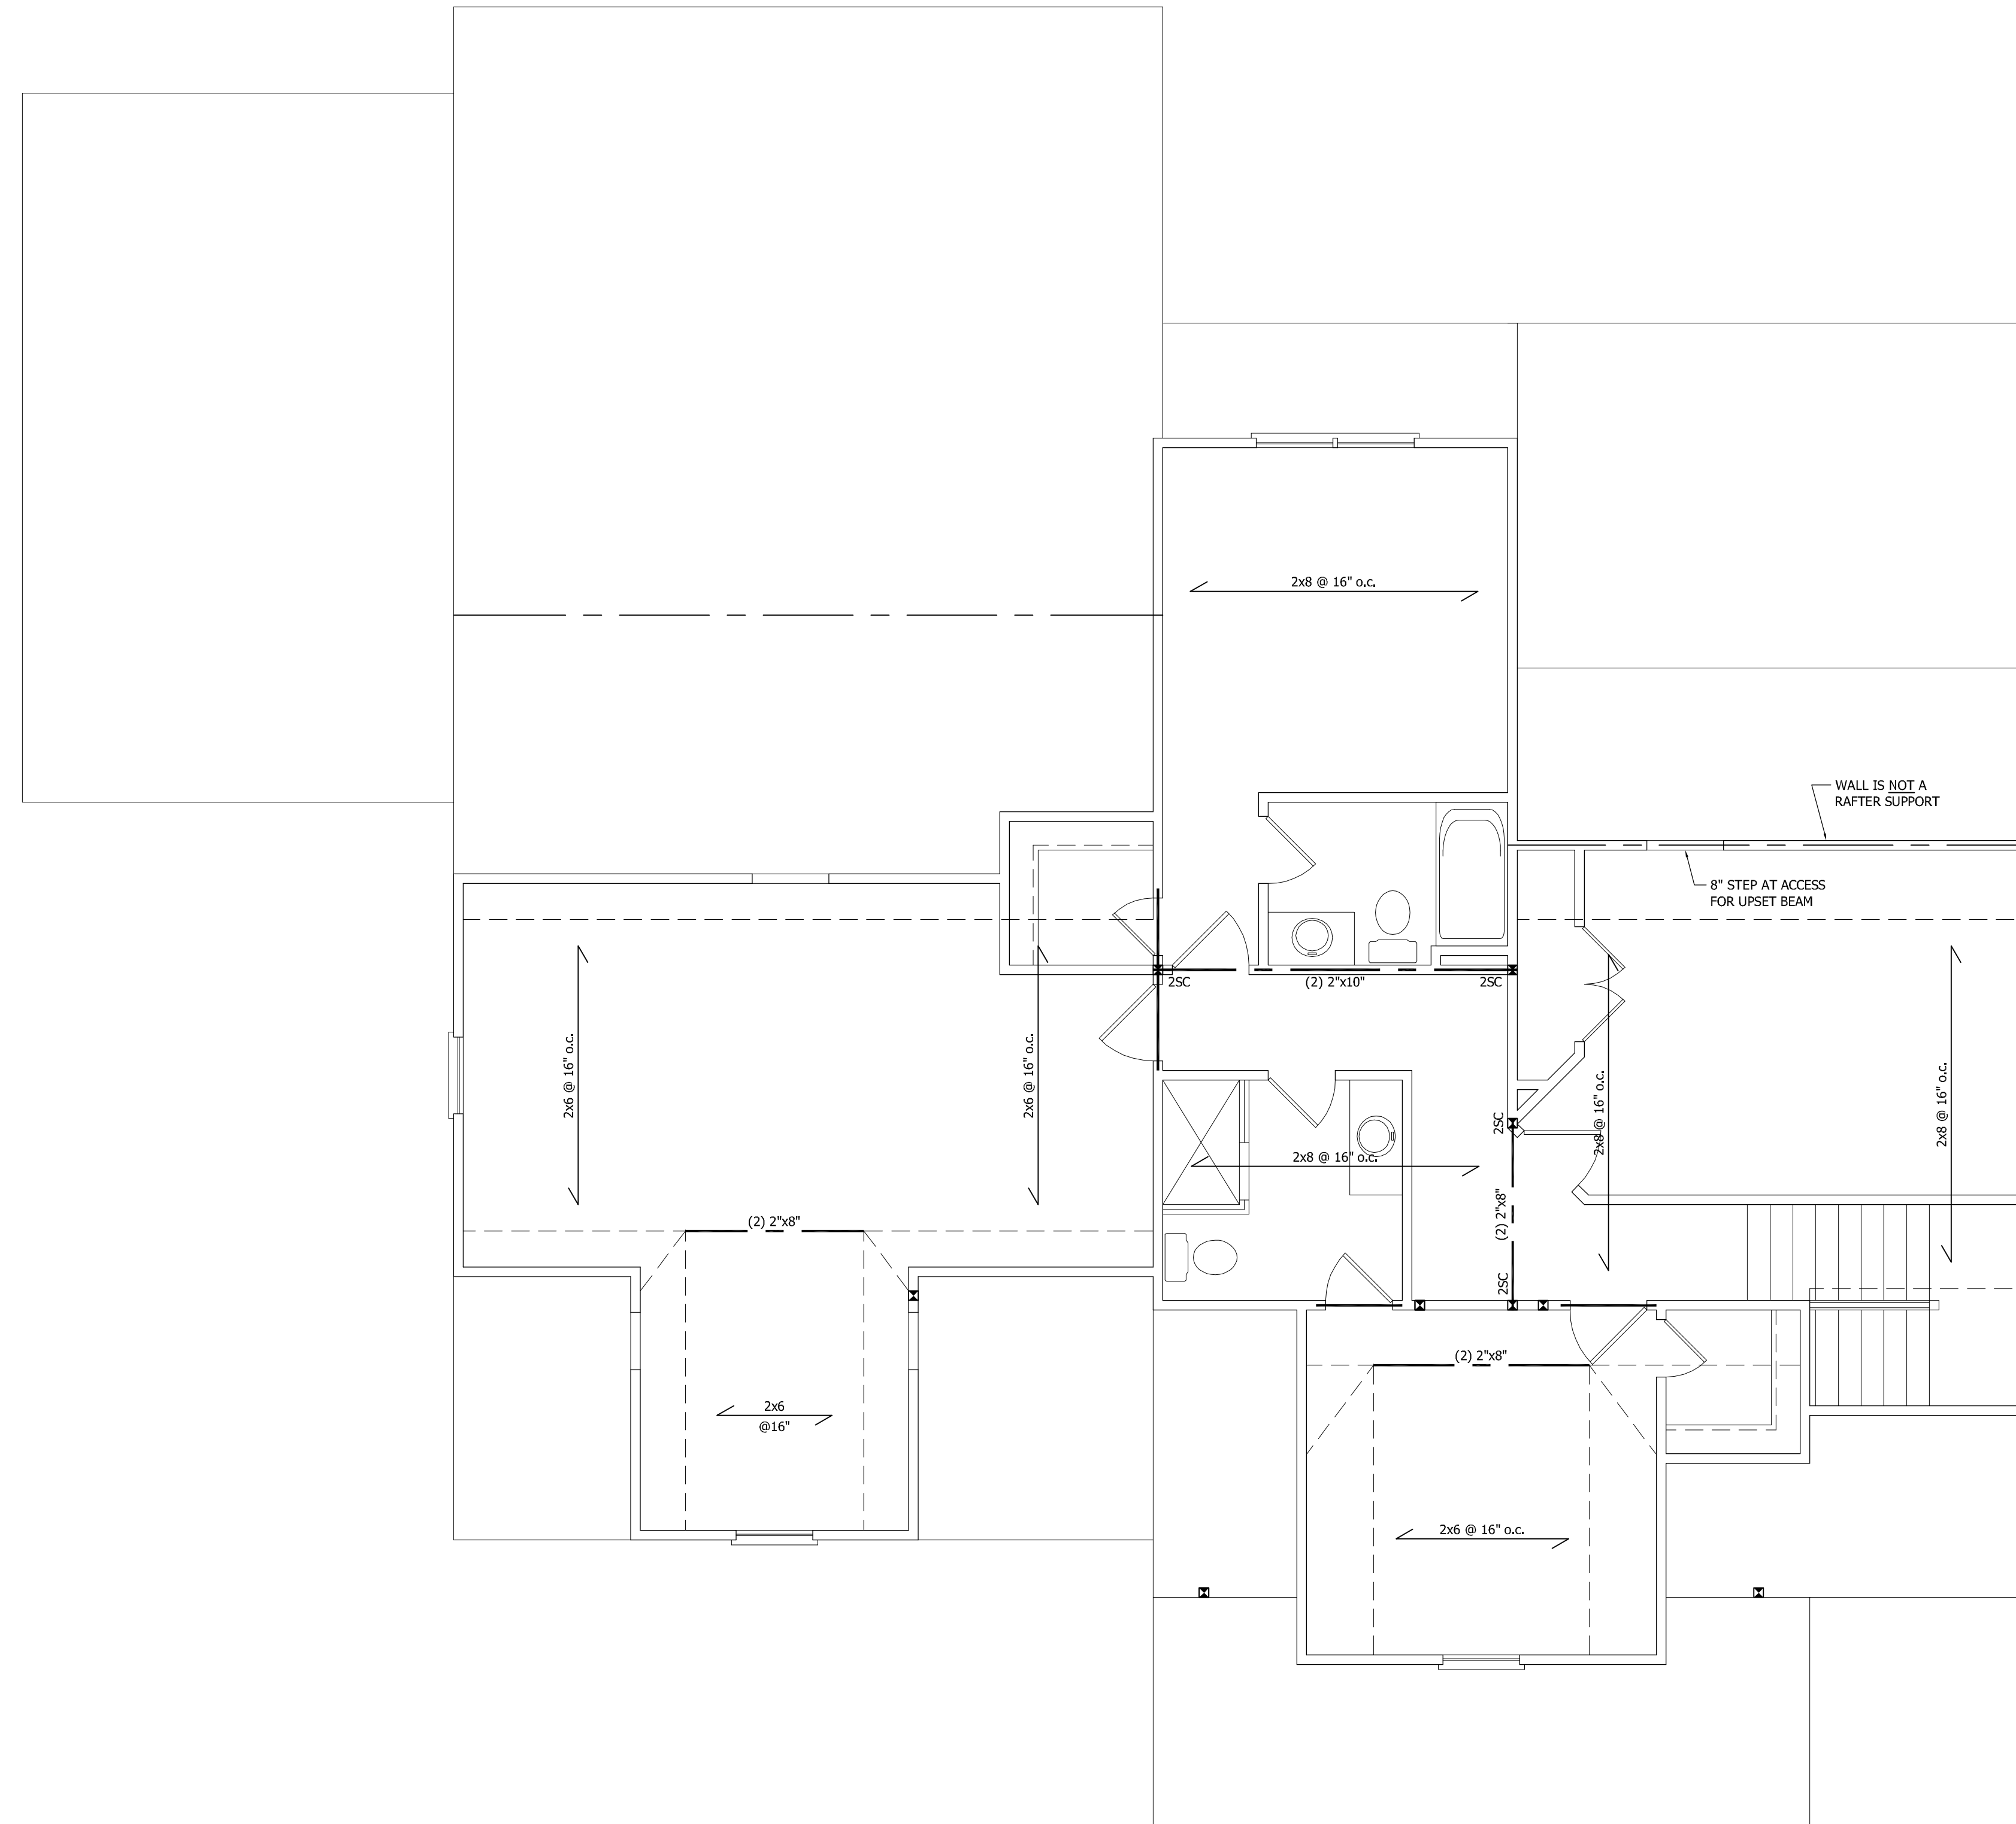 2x8 @ 16" o.c.
WALL IS NOT A
RAFTER SUPPORT
8" STEP AT ACCESS
FOR UPSET BEAM
2SC
(2) 2"x10"
2SC
2x6 @ 16" o.c.
2x6 @ 16" o.c.
2x8 @ 16" o.c.
2x8 @ 16" o.c.
2SC
2x8 @ 16" o.c.
(2) 2"x8"
(2) 2"x8"
2SC
(2) 2"x8"
2x6
@16"
2x6 @ 16" o.c.